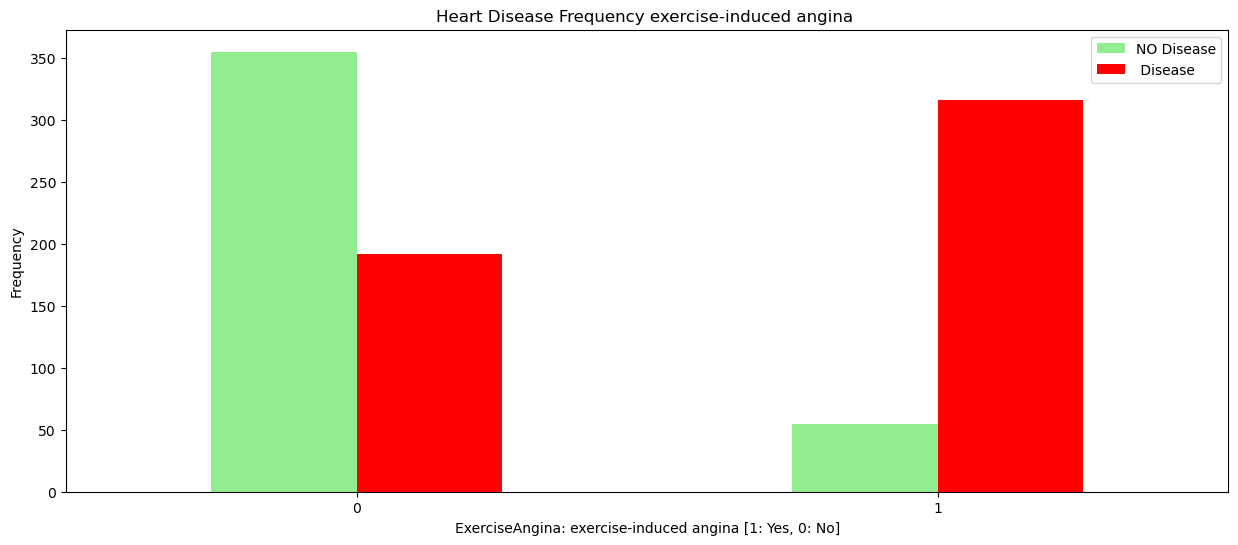 Heart Disease Frequency exercise-induced angina
NO Disease
Disease
Frequency
350
300
250
200
150
100
50
0
0
1
ExerciseAngina: exercise-induced angina [1: Yes, 0: No]